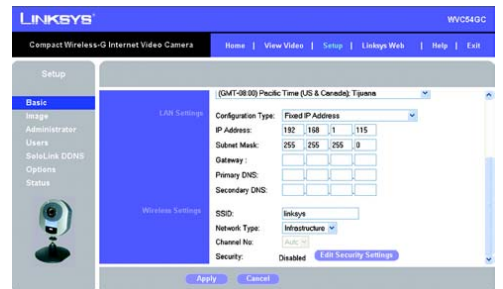 LINKSYS®
WVC54GC
Compact Wireless-G Internet Video Camera
Home | View Video | Setup | Linksys Web | Help | Exit
Setup
Basic
Image
Administrator
Users
SoloLink DDNS
Options
Status
(GMT-08:00) Pacific Time (US & Canada); Tijuana
LAN Settings
Configuration Type: Fixed IP Address
IP Address: 192 .168 .1 .115
Subnet Mask: 255 .255 .255 .0
Gateway :
Primary DNS:
Secondary DNS:
Wireless Settings
SSID: linksys
Network Type: Infrastructure
Channel No: Auto
Security: Disabled Edit Security Settings
Apply Cancel